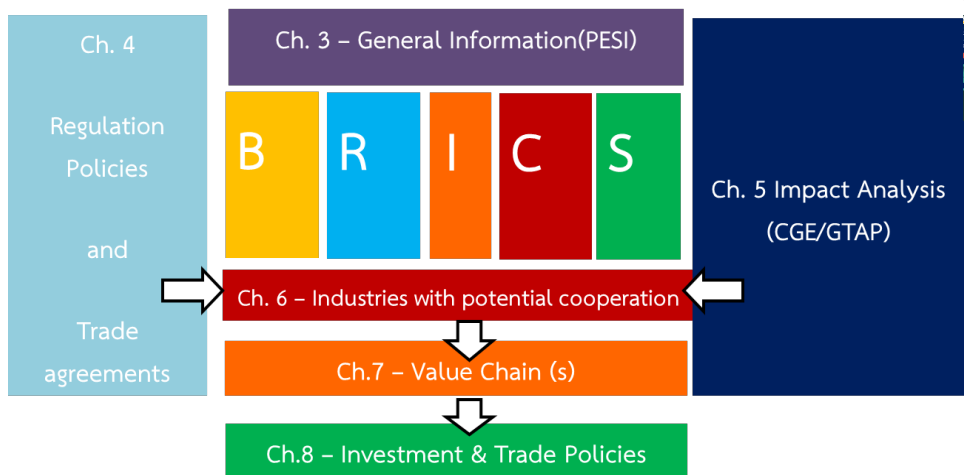 Ch. 4
Regulation
Policies
and
Trade
agreements
Ch. 3 – General Information(PESI)
B R I C S
Ch. 5 Impact Analysis
(CGE/GTAP)
Ch. 6 – Industries with potential cooperation
Ch.7 – Value Chain (s)
Ch.8 – Investment & Trade Policies